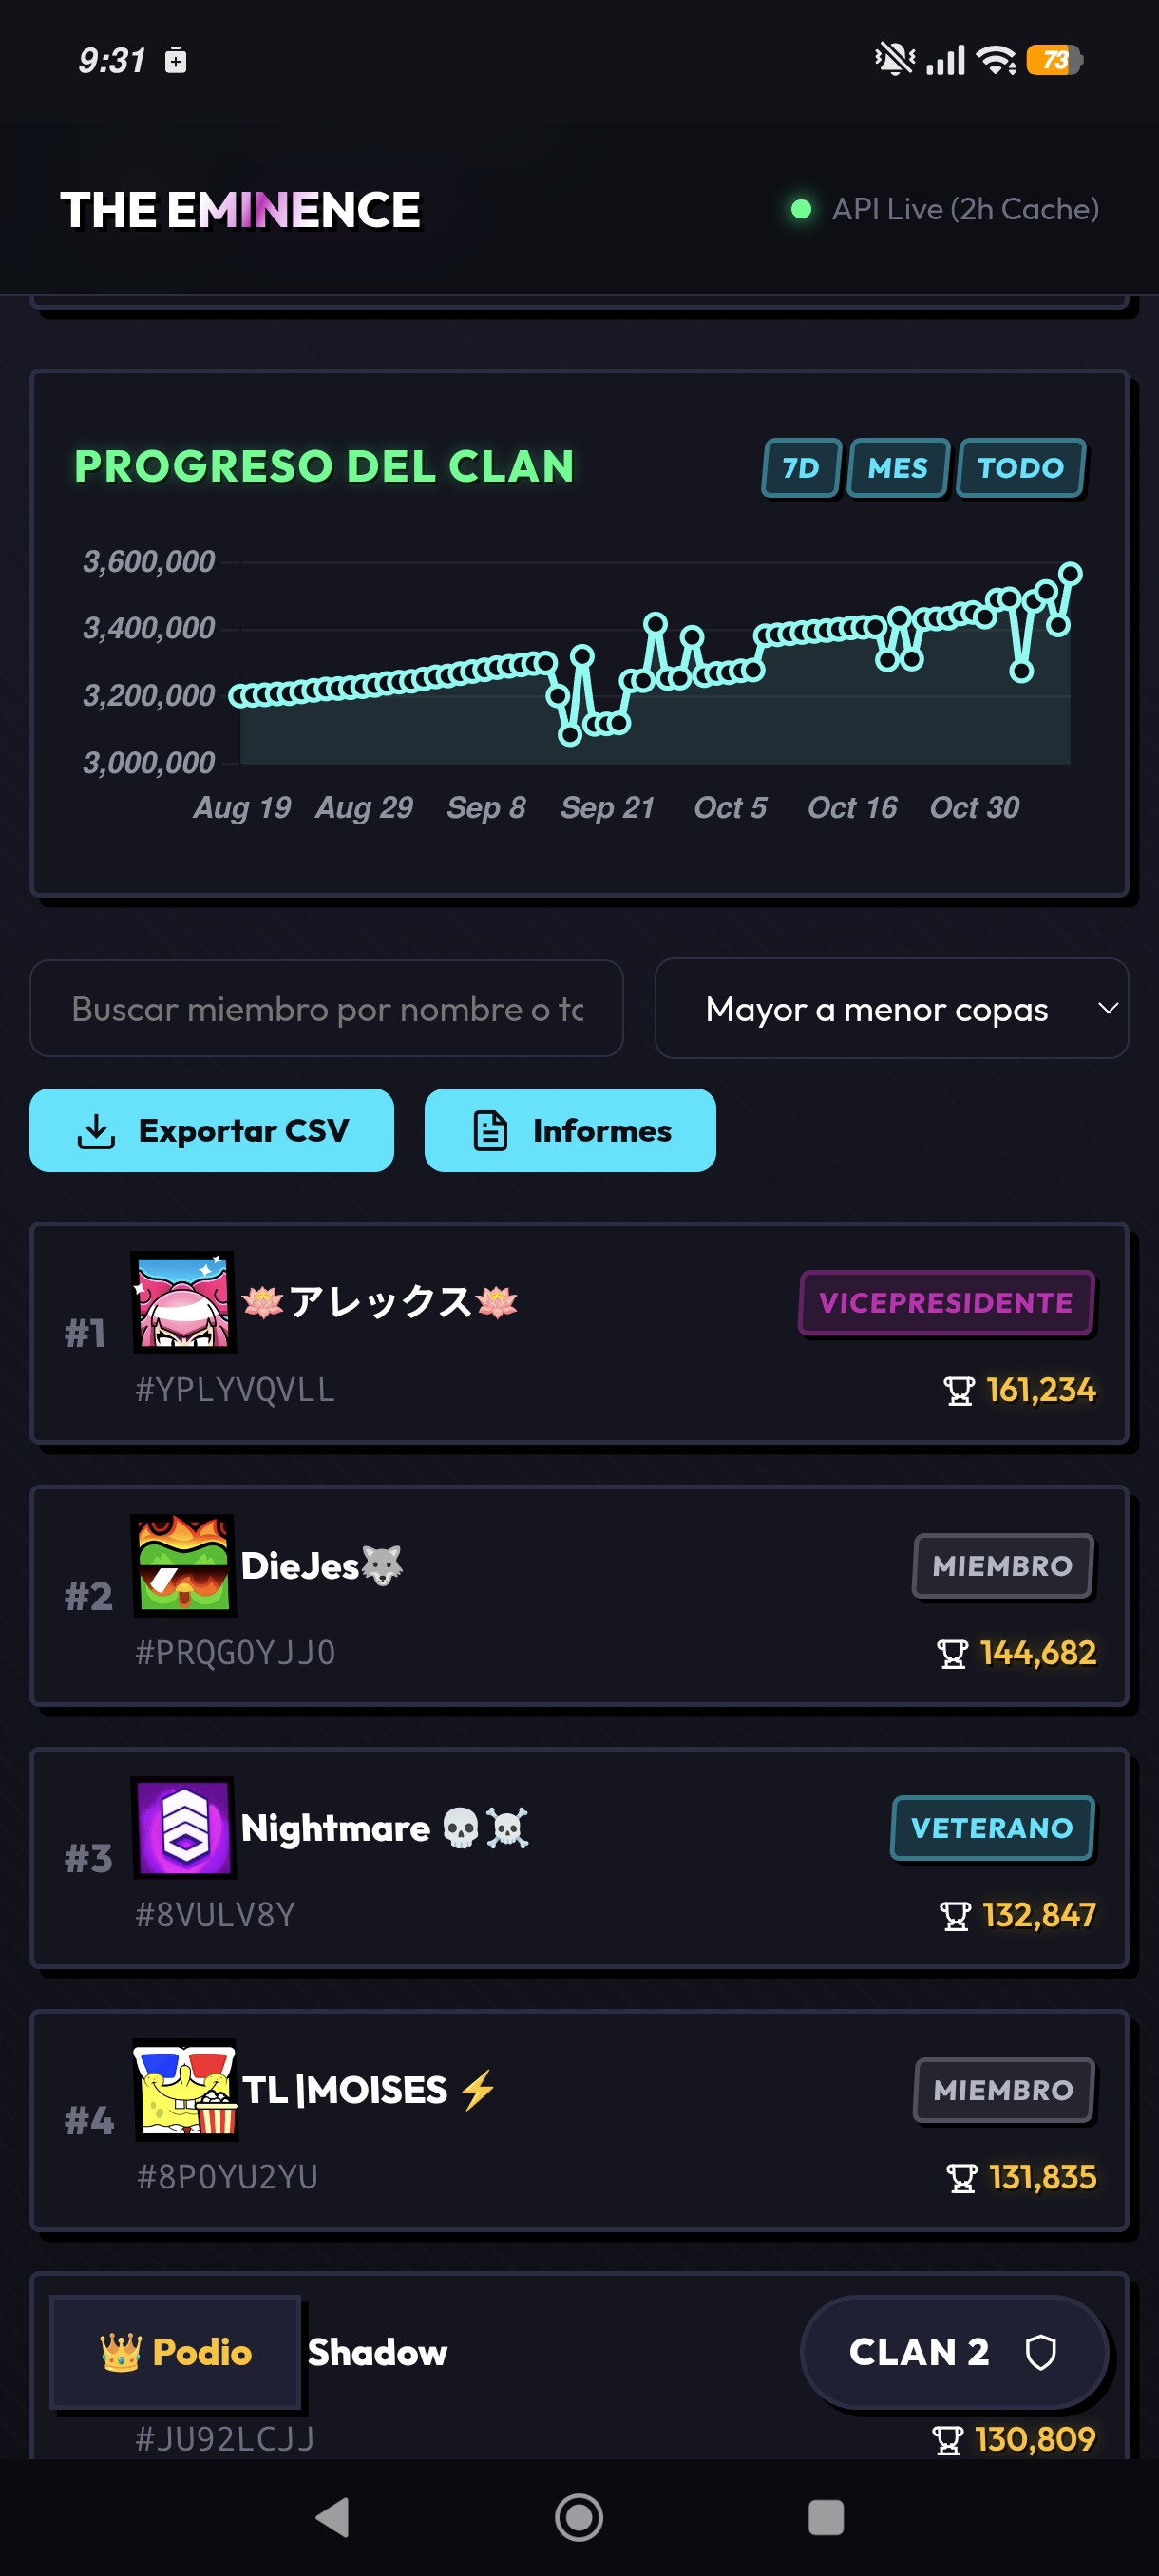 9:31
73
THE EMINENCE
API Live (2h Cache)
PROGRESO DEL CLAN
7D MES TODO
3,600,000
3,400,000
3,200,000
3,000,000
Aug 19 Aug 29 Sep 8 Sep 21 Oct 5 Oct 16 Oct 30
Buscar miembro por nombre o ta
Mayor a menor copas
Exportar CSV
Informes
#1
🪷アレックス🪷
VICEPRESIDENTE
#YPLYVQVLL
161,234
#2
DieJes🐺
MIEMBRO
#PRQG0YJJ0
144,682
#3
Nightmare 💀☠️
VETERANO
#8VULV8Y
132,847
#4
TL |MOISES ⚡
MIEMBRO
#8P0YU2YU
131,835
👑 Podio
Shadow
CLAN 2
#JU92LCJJ
130,809